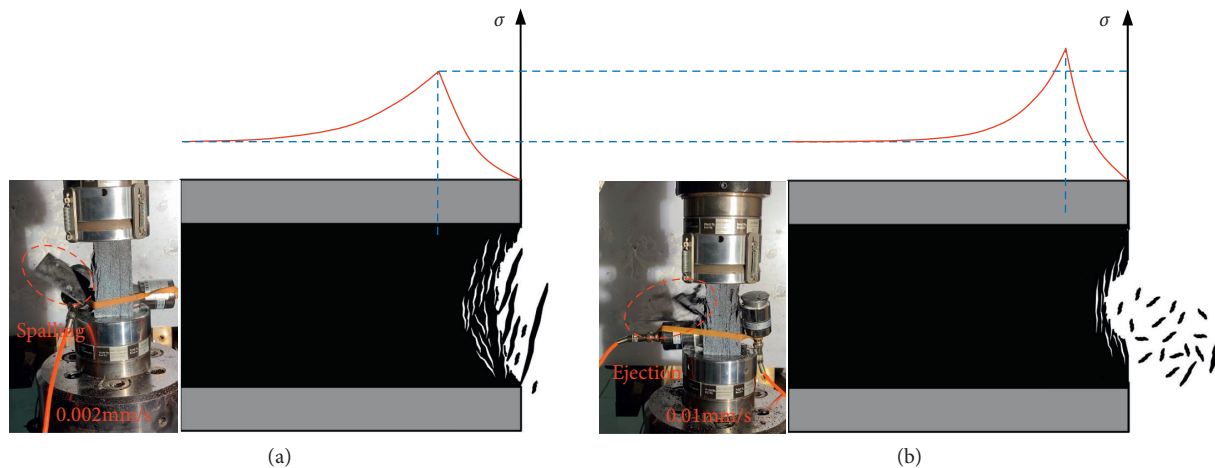 σ
σ
Spalling
0.002mm/s
Ejection
0.01mm/s
(a)
(b)